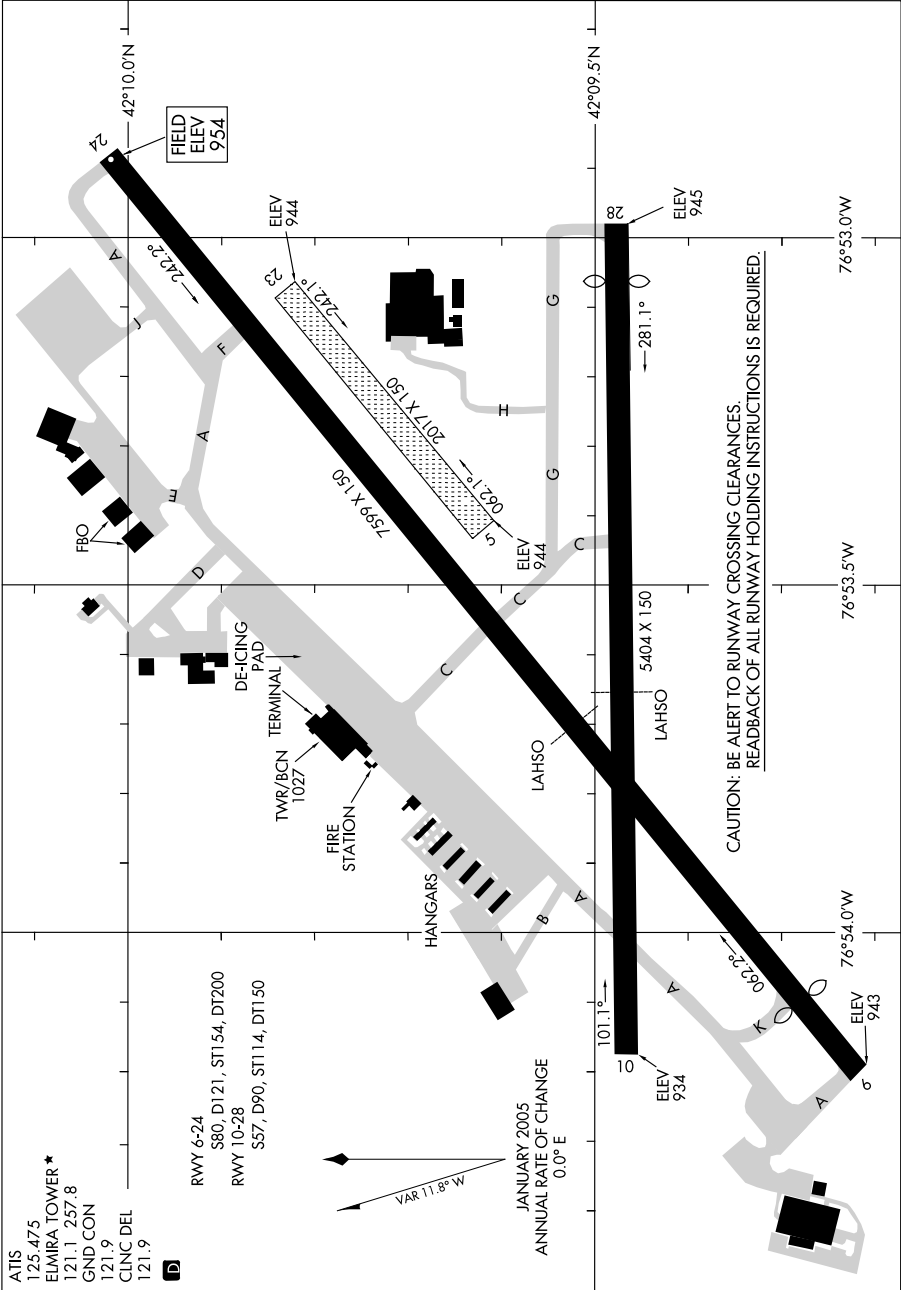 ATIS
125.475
ELMIRA TOWER★
121.1 257.8
GND CON
121.9
CLNC DEL
121.9
D
RWY 6-24
S80, D121, ST154, DT200
RWY 10-28
S57, D90, ST114, DT150
VAR 11.8° W
JANUARY 2005
ANNUAL RATE OF CHANGE
0.0° E
42°10.0'N
42°09.5'N
76°53.0'W
76°53.5'W
76°54.0'W
24
FIELD
ELEV
954
242.2°
A
J
F
A
E
FBO
D
DE-ICING
PAD
TERMINAL
TWR/BCN
1027
FIRE
STATION
HANGARS
B
A
A
K
A
7599 X 150
ELEV
944
23
242.1°
2017 X 150
062.1°
5
ELEV
944
H
G
G
C
C
C
28
ELEV
945
281.1°
5404 X 150
LAHSO
LAHSO
062.2°
6
ELEV
943
101.1°
10
ELEV
934
CAUTION: BE ALERT TO RUNWAY CROSSING CLEARANCES.
READBACK OF ALL RUNWAY HOLDING INSTRUCTIONS IS REQUIRED.